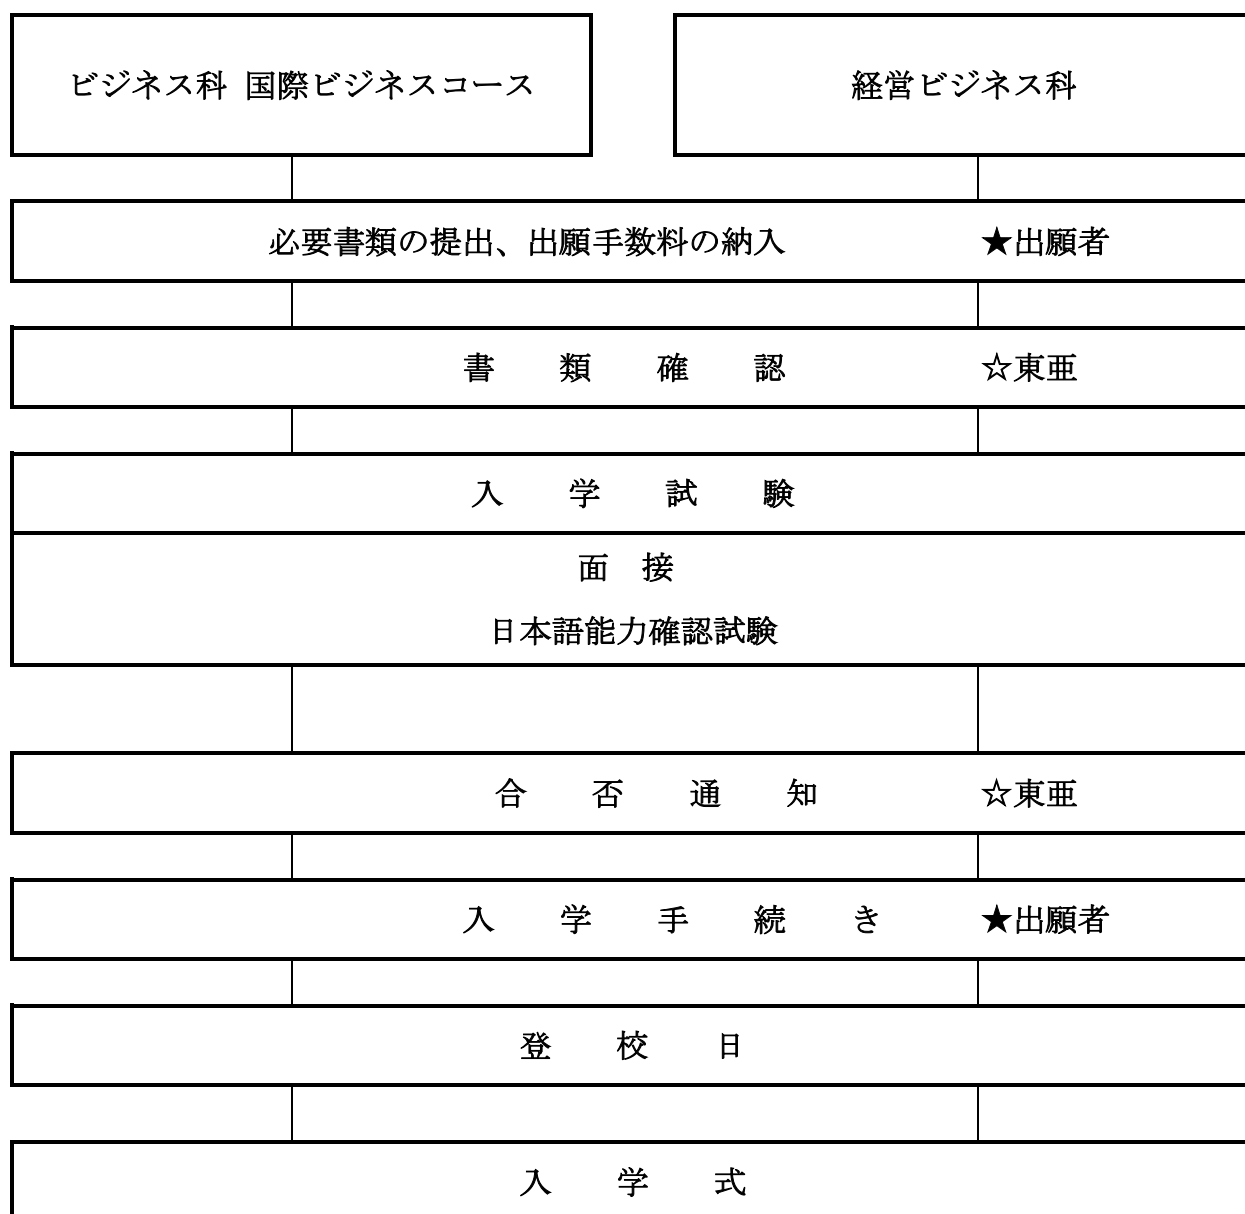 ビジネス科 国際ビジネスコース
経営ビジネス科
必要書類の提出、出願手数料の納入 ★出願者
書 類 確 認 ☆東亜
入 学 試 験
面 接
日本語能力確認試験
合 否 通 知 ☆東亜
入 学 手 続 き ★出願者
登 校 日
入 学 式